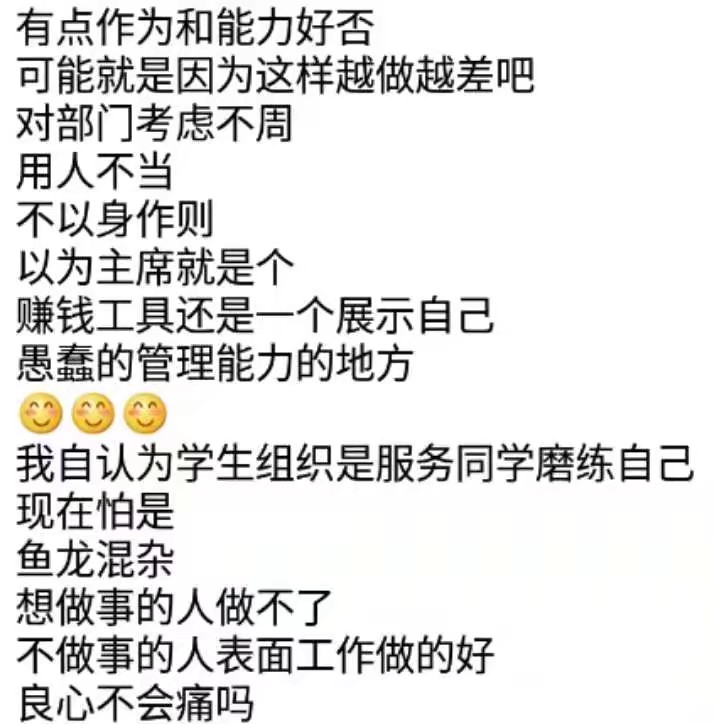 有点作为和能力好否
可能就是因为这样越做越差吧
对部门考虑不周
用人不当
不以身作则
以为主席就是个
赚钱工具还是一个展示自己
愚蠢的管理能力的地方
😊😊😊
我自认为学生组织是服务同学磨练自己
现在怕是
鱼龙混杂
想做事的人做不了
不做事的人表面工作做的好
良心不会痛吗